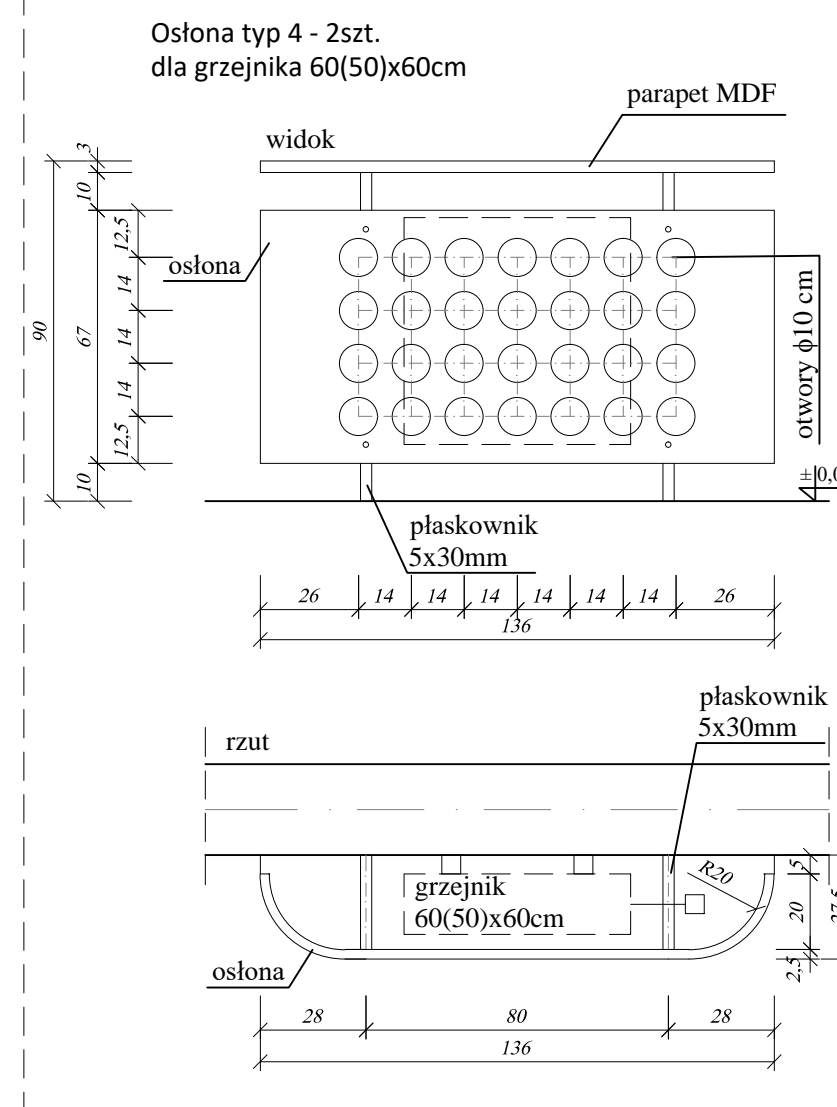 Osłona typ 4 - 2szt.
dla grzejnika 60(50)x60cm
parapet MDF
widok
3
10
12,5
osłona
14
90
67
14
14
12,5
10
otwory ϕ10 cm
±0,0
płaskownik
5x30mm
26 14 14 14 14 14 14 26
136
płaskownik
5x30mm
rzut
R20
5
grzejnik
60(50)x60cm
20
27,5
2,5
osłona
28 80 28
136